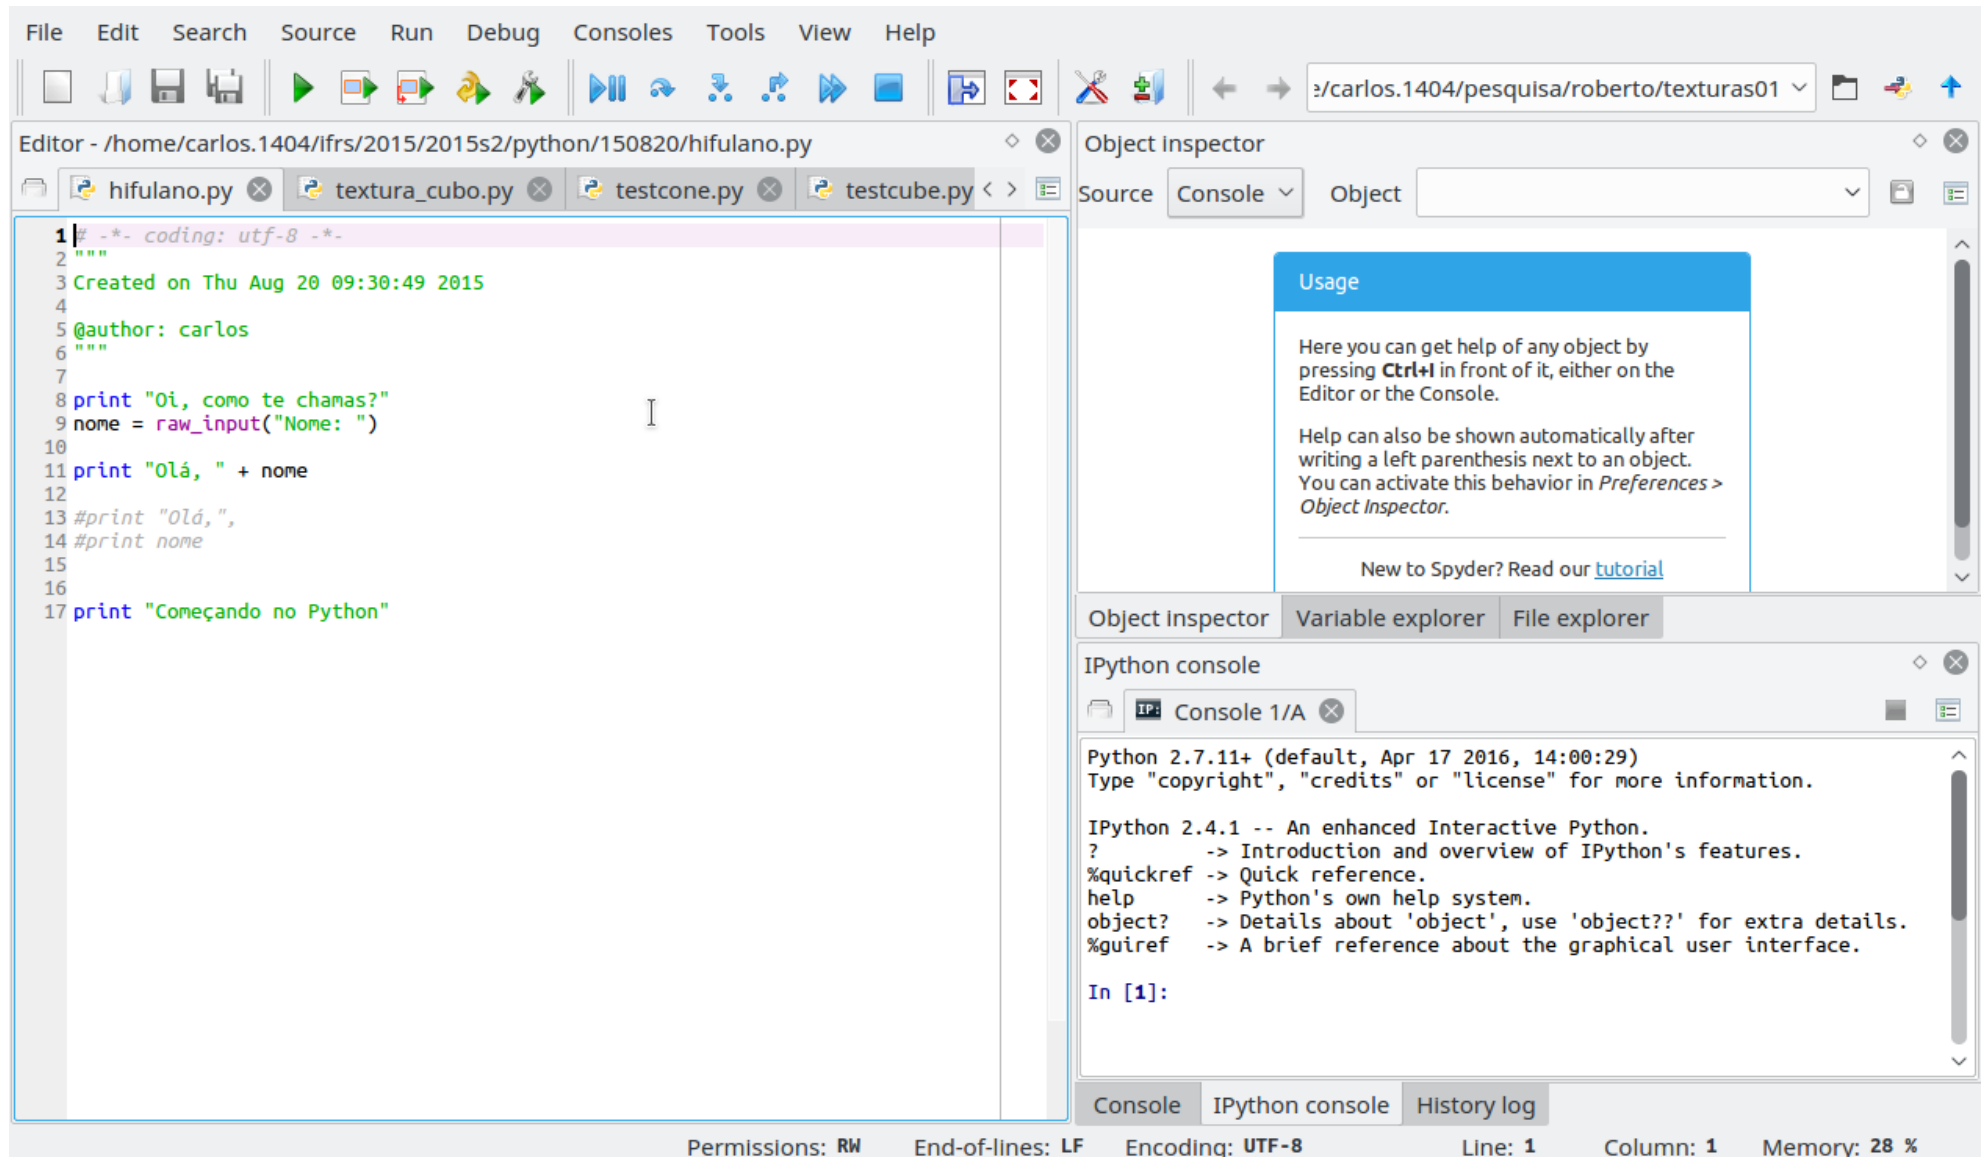 File Edit Search Source Run Debug Consoles Tools View Help
e/carlos.1404/pesquisa/roberto/texturas01
Editor - /home/carlos.1404/ifrs/2015/2015s2/python/150820/hifulano.py
hifulano.py textura_cubo.py testcone.py testcube.py
1 # -*- coding: utf-8 -*-
2 """
3 Created on Thu Aug 20 09:30:49 2015
4
5 @author: carlos
6 """
7
8 print "Oi, como te chamas?"
9 nome = raw_input("Nome: ")
10
11 print "Olá, " + nome
12
13 #print "Olá,",
14 #print nome
15
16
17 print "Começando no Python"
Object inspector
Source Console Object
Usage
Here you can get help of any object by
pressing Ctrl+I in front of it, either on the
Editor or the Console.
Help can also be shown automatically after
writing a left parenthesis next to an object.
You can activate this behavior in Preferences >
Object Inspector.
New to Spyder? Read our tutorial
Object inspector Variable explorer File explorer
IPython console
IP: Console 1/A
Python 2.7.11+ (default, Apr 17 2016, 14:00:29)
Type "copyright", "credits" or "license" for more information.
IPython 2.4.1 -- An enhanced Interactive Python.
? -> Introduction and overview of IPython's features.
%quickref -> Quick reference.
help -> Python's own help system.
object? -> Details about 'object', use 'object??' for extra details.
%guiref -> A brief reference about the graphical user interface.
In [1]:
Console IPython console History log
Permissions: RW End-of-lines: LF Encoding: UTF-8 Line: 1 Column: 1 Memory: 28 %